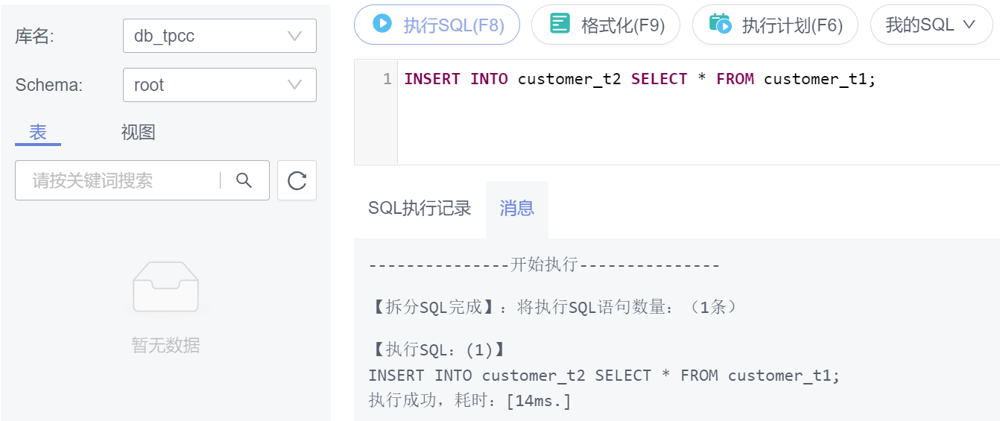 库名:
db_tpcc
Schema:
root
表
视图
请按关键词搜索
暂无数据
执行SQL(F8)
格式化(F9)
执行计划(F6)
我的SQL
1 INSERT INTO customer_t2 SELECT * FROM customer_t1;
SQL执行记录
消息
---------------开始执行---------------
【拆分SQL完成】：将执行SQL语句数量：（1条）
【执行SQL：(1)】
INSERT INTO customer_t2 SELECT * FROM customer_t1;
执行成功，耗时：[14ms.]